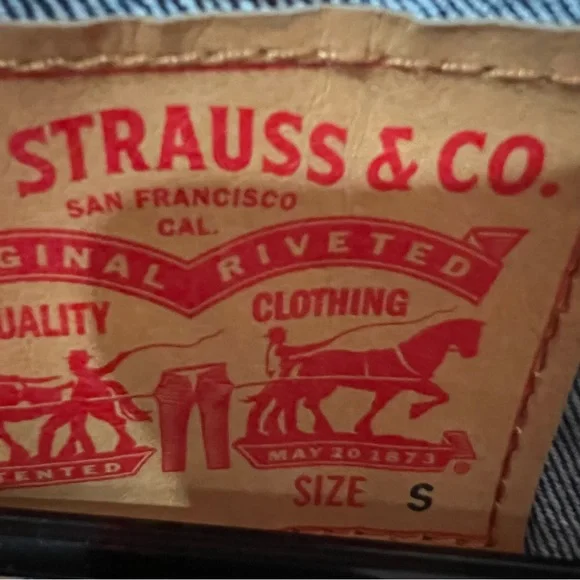 STRAUSS & CO.
SAN FRANCISCO
CAL.
GINAL RIVETED
UALITY CLOTHING
TENTED MAY 20 1873
SIZE S